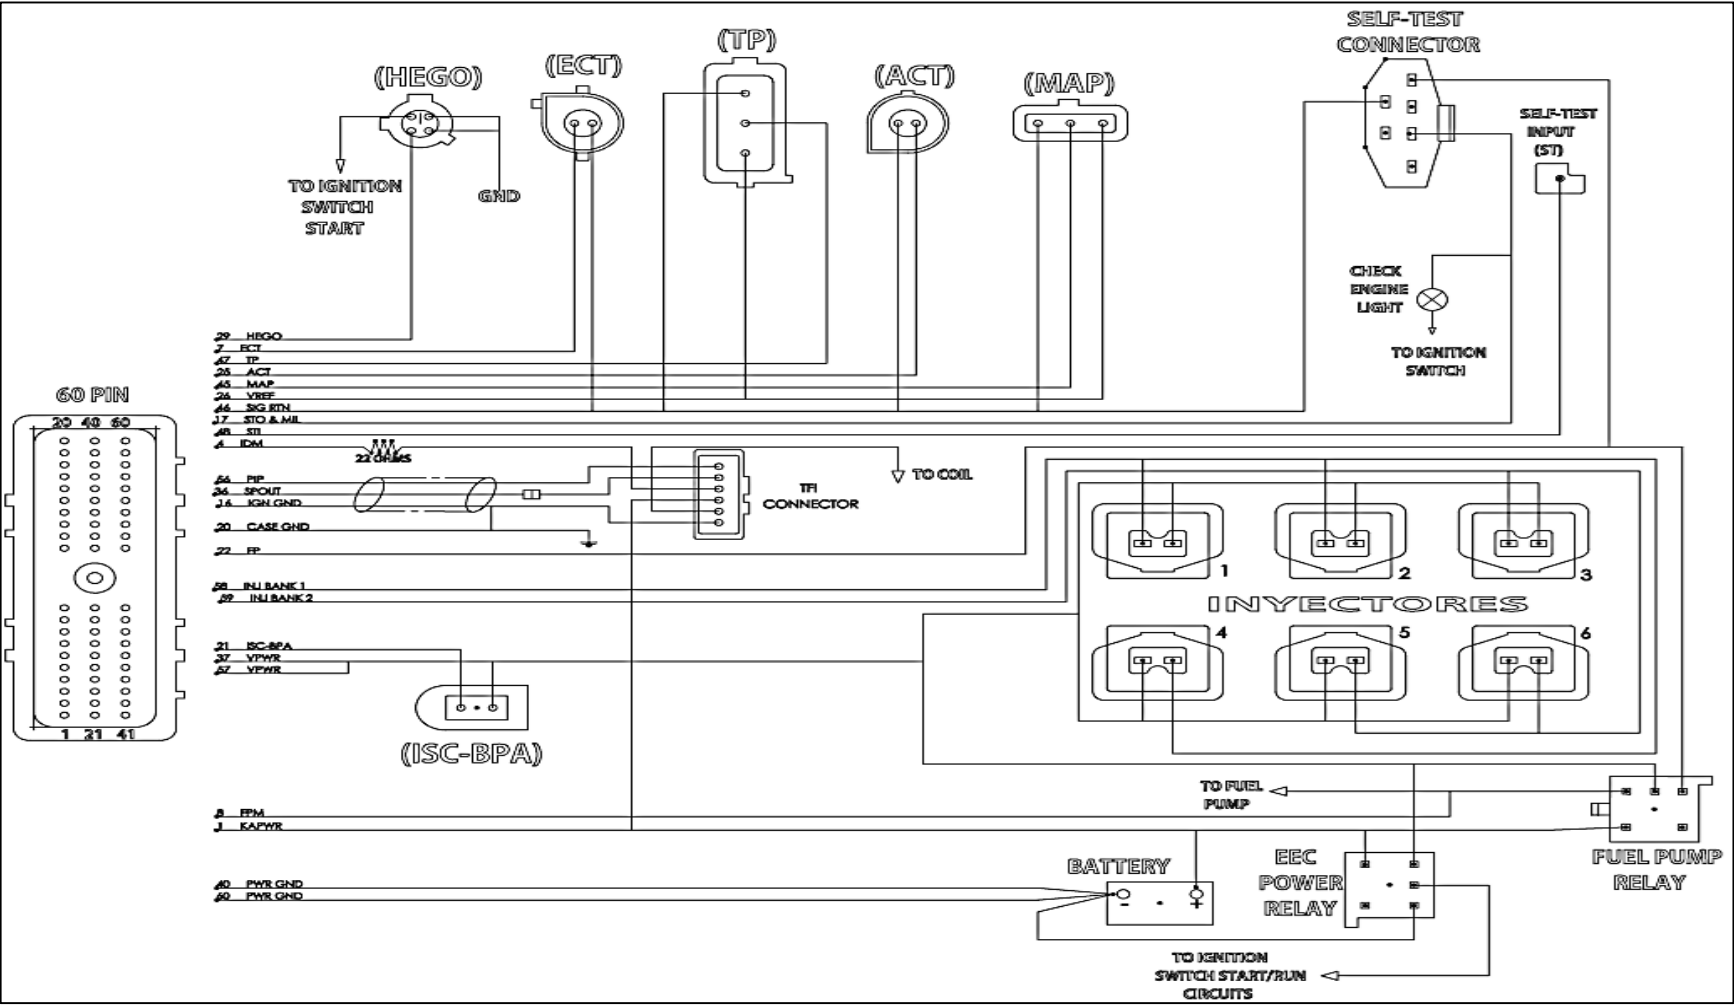 SELF-TEST
CONNECTOR
(HEGO)
(ECT)
(TP)
(ACT)
(MAP)
SELF-TEST
INPUT
(ST)
TO IGNITION
SWITCH
START
GND
CHECK
ENGINE
LIGHT
TO IGNITION
SWITCH
29 HEGO
7 ECT
47 TP
25 ACT
45 MAP
26 VREF
46 SIG RTN
17 STO & MIL
48 STI
4 IDM
22 OHMS
60 PIN
20 40 60
56 PIP
36 SPOUT
16 IGN GND
20 CASE GND
22 FP
58 INJ BANK 1
59 INJ BANK 2
21 ISC-BPA
37 VPWR
57 VPWR
1 21 41
TFI
CONNECTOR
TO COIL
1
2
3
INYECTORES
4
5
6
(ISC-BPA)
8 FPM
1 KAPWR
40 PWR GND
60 PWR GND
TO FUEL
PUMP
BATTERY
- +
EEC
POWER
RELAY
FUEL PUMP
RELAY
TO IGNITION
SWITCH START/RUN
CIRCUITS